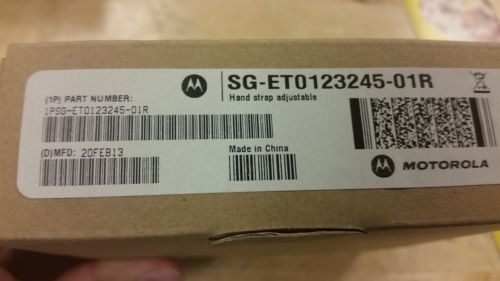 SG-ET0123245-01R
Hand strap adjustable
(1P) PART NUMBER:
1PSG-ET0123245-01R
(D)MFD: 20FEB13
Made in China
MOTOROLA